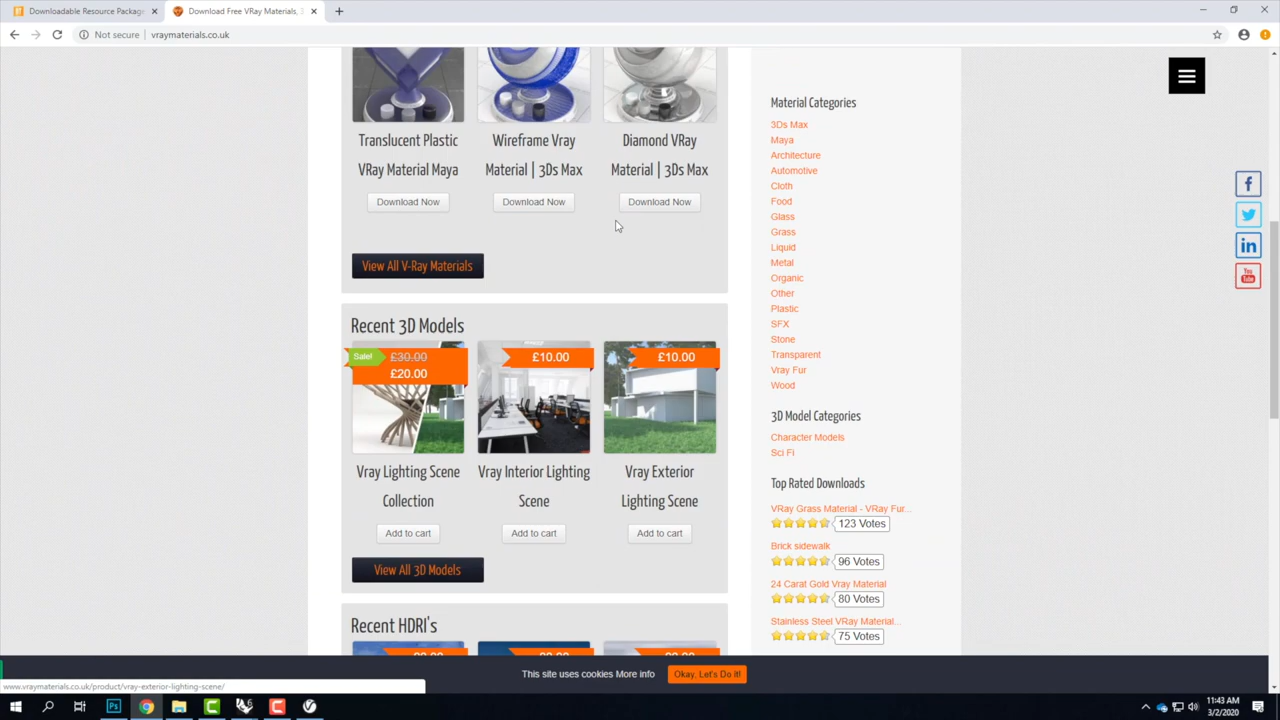 Downloadable Resource Package
Download Free VRay Materials, 3
Not secure
vraymaterials.co.uk
Translucent Plastic
VRay Material Maya
Download Now
Wireframe Vray
Material | 3Ds Max
Download Now
Diamond VRay
Material | 3Ds Max
Download Now
View All V-Ray Materials
Recent 3D Models
Sale!
£30.00
£20.00
£10.00
£10.00
Vray Lighting Scene
Collection
Add to cart
Vray Interior Lighting
Scene
Add to cart
Vray Exterior
Lighting Scene
Add to cart
View All 3D Models
Recent HDRI's
Material Categories
3Ds Max
Maya
Architecture
Automotive
Cloth
Food
Glass
Grass
Liquid
Metal
Organic
Other
Plastic
SFX
Stone
Transparent
Vray Fur
Wood
3D Model Categories
Character Models
Sci Fi
Top Rated Downloads
VRay Grass Material - VRay Fur...
123 Votes
Brick sidewalk
96 Votes
24 Carat Gold Vray Material
80 Votes
Stainless Steel VRay Material...
75 Votes
f
in
You
Tube
This site uses cookies More info
Okay, Let's Do it!
www.vraymaterials.co.uk/product/vray-exterior-lighting-scene/
Ps
C
C
11:43 AM
3/2/2020